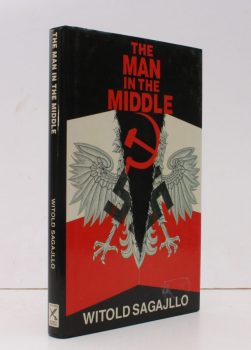 THE MAN IN THE MIDDLE
WITOLD SAGAJLLO
THE
MAN
IN THE
MIDDLE
WITOLD SAGAJLLO